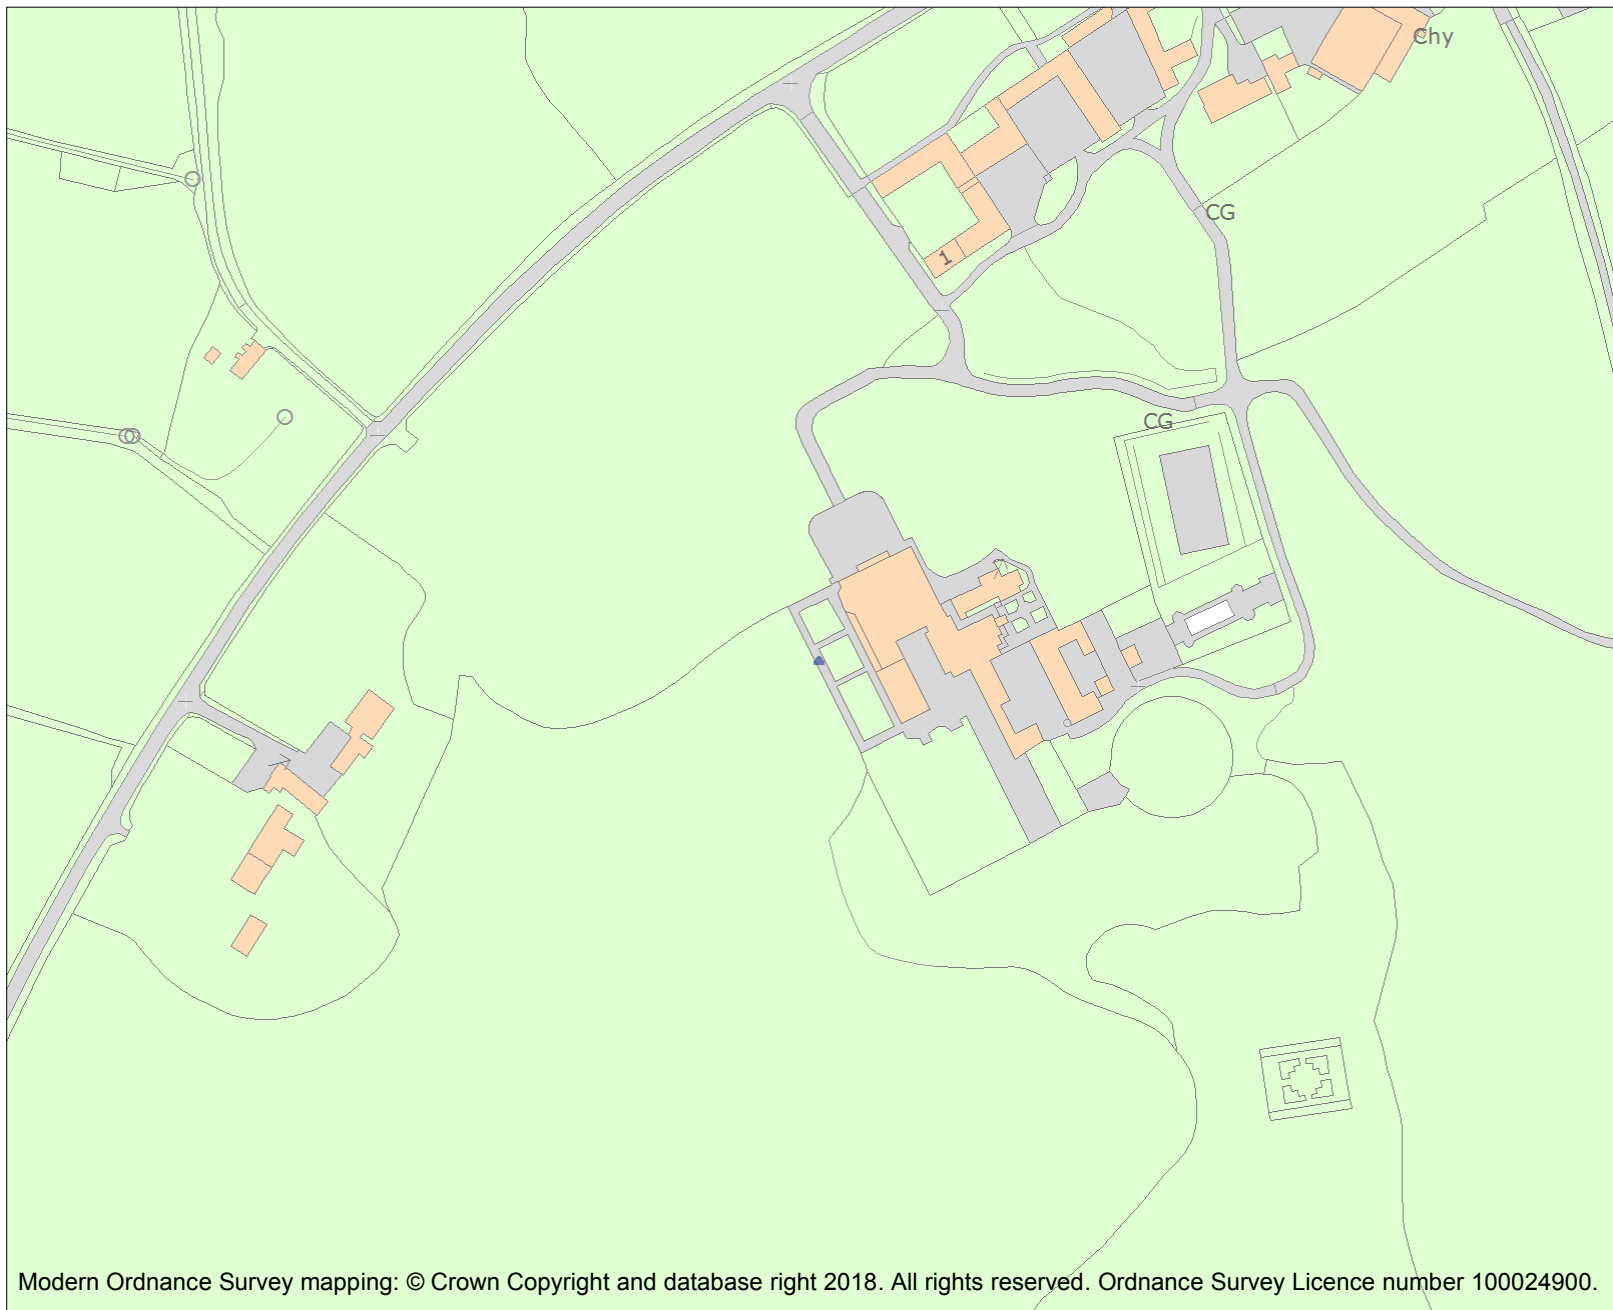 Chy
CG
1
CG
Modern Ordnance Survey mapping: © Crown Copyright and database right 2018. All rights reserved. Ordnance Survey Licence number 100024900.